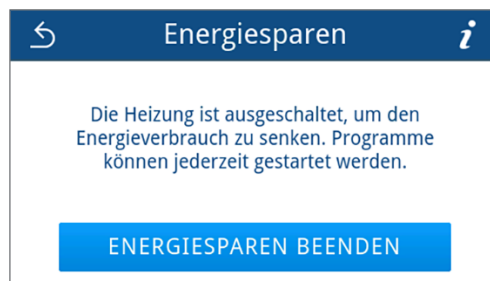 Energiesparen i
Die Heizung ist ausgeschaltet, um den
Energieverbrauch zu senken. Programme
können jederzeit gestartet werden.
ENERGIESPAREN BEENDEN